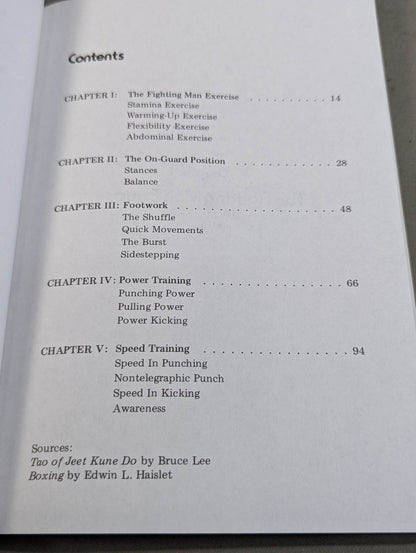 Contents
CHAPTER I: The Fighting Man Exercise . . . . . . . . . . 14
Stamina Exercise
Warming-Up Exercise
Flexibility Exercise
Abdominal Exercise
CHAPTER II: The On-Guard Position . . . . . . . . . . . . 28
Stances
Balance
CHAPTER III: Footwork . . . . . . . . . . . . . . . . . . 48
The Shuffle
Quick Movements
The Burst
Sidestepping
CHAPTER IV: Power Training . . . . . . . . . . . . . . . . 66
Punching Power
Pulling Power
Power Kicking
CHAPTER V: Speed Training . . . . . . . . . . . . . . . . 94
Speed In Punching
Nontelegraphic Punch
Speed In Kicking
Awareness
Sources:
Tao of Jeet Kune Do by Bruce Lee
Boxing by Edwin L. Haislet